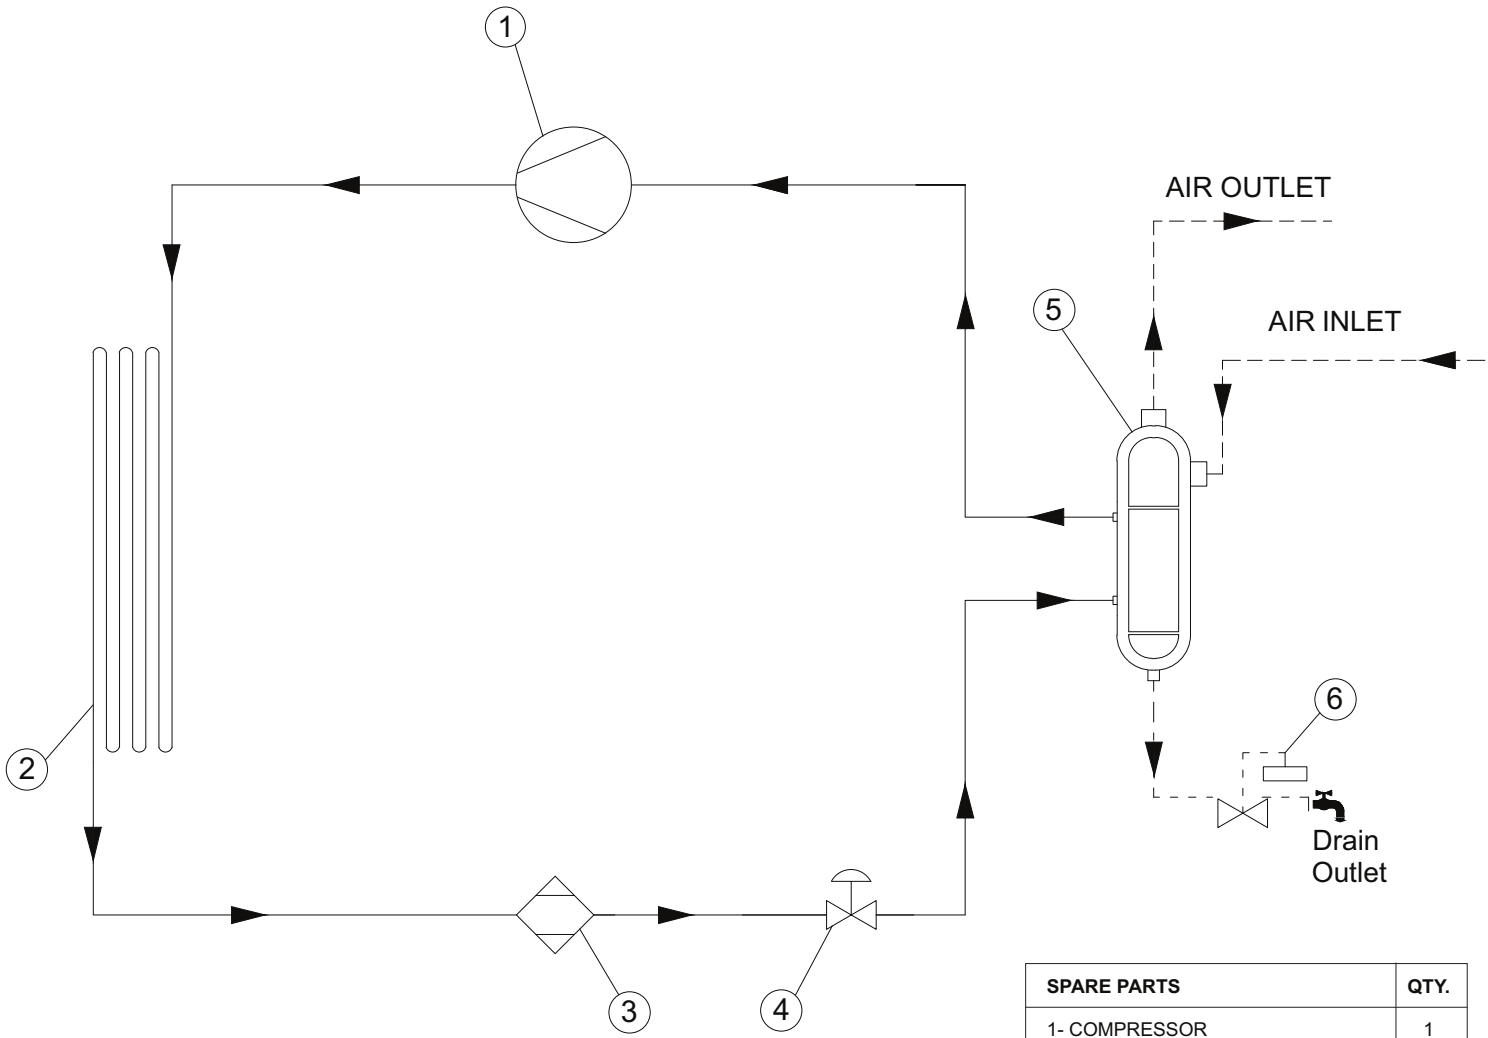 1
AIR OUTLET
AIR INLET
5
2
6
Drain
Outlet
3
4
SPARE PARTS QTY.
1- COMPRESSOR 1